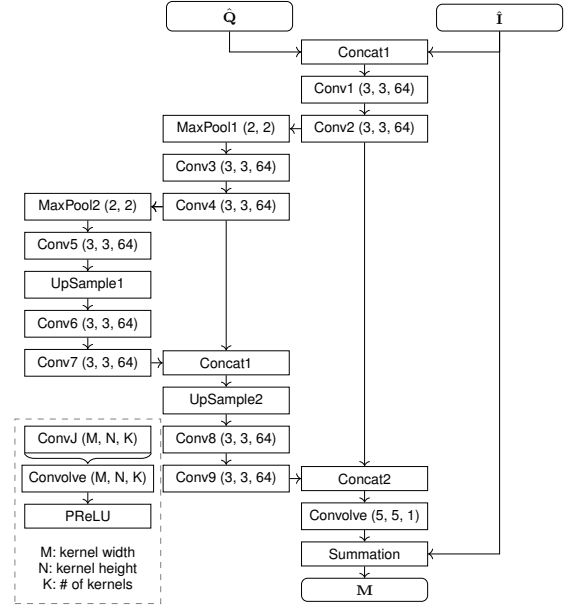 Q̂
Î
Concat1
Conv1 (3, 3, 64)
MaxPool1 (2, 2)
Conv2 (3, 3, 64)
Conv3 (3, 3, 64)
MaxPool2 (2, 2)
Conv4 (3, 3, 64)
Conv5 (3, 3, 64)
UpSample1
Conv6 (3, 3, 64)
Conv7 (3, 3, 64)
Concat1
UpSample2
ConvJ (M, N, K)
Conv8 (3, 3, 64)
Convolve (M, N, K)
Conv9 (3, 3, 64)
Concat2
PReLU
Convolve (5, 5, 1)
M: kernel width
Summation
N: kernel height
K: # of kernels
M